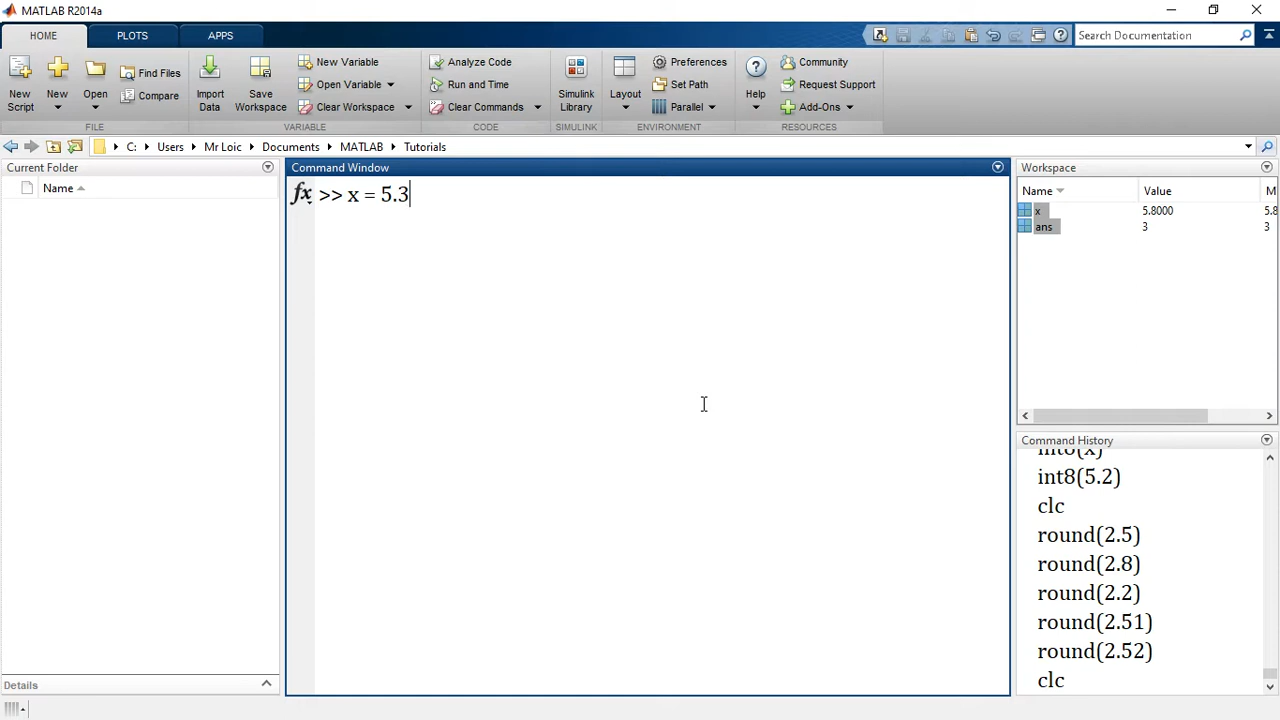 MATLAB R2014a
HOME PLOTS APPS
Search Documentation
New Script
New
Open
Find Files
Compare
FILE
Import Data
Save Workspace
New Variable
Open Variable
Clear Workspace
VARIABLE
Analyze Code
Run and Time
Clear Commands
CODE
Simulink Library
SIMULINK
Layout
Preferences
Set Path
Parallel
ENVIRONMENT
Help
Community
Request Support
Add-Ons
RESOURCES
C: Users Mr Loic Documents MATLAB Tutorials
Current Folder
Name
Details
Command Window
fx >> x = 5.3
Workspace
Name Value M
x 5.8000 5.8
ans 3 3
Command History
int8(x)
int8(5.2)
clc
round(2.5)
round(2.8)
round(2.2)
round(2.51)
round(2.52)
clc